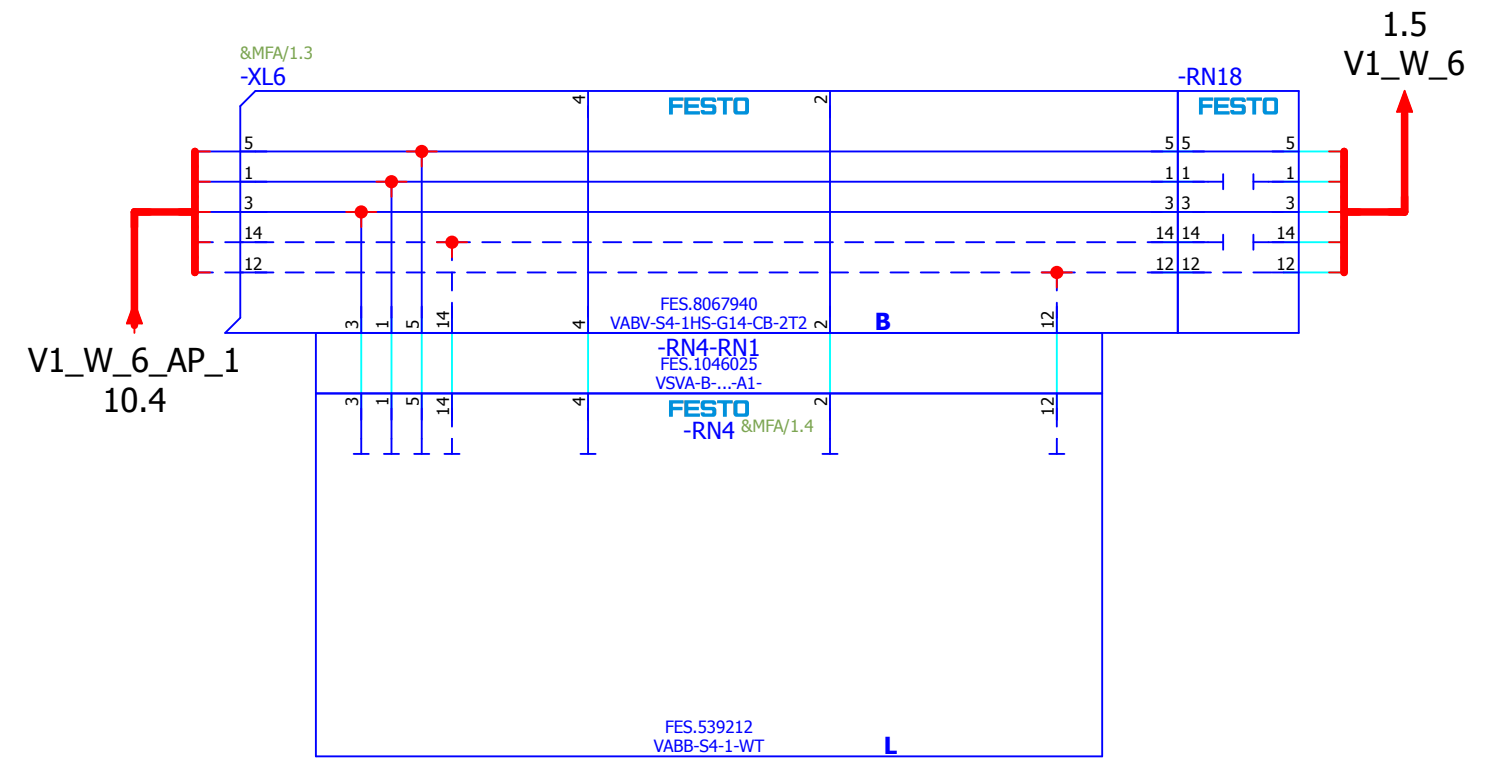 1.5
V1_W_6
&MFA/1.3
-XL6
-RN18
4
FESTO
2
FESTO
5
5 5
5
1
1 1
1
3
3 3
3
14
14 14
14
12
12 12
12
FES.8067940
VABV-S4-1HS-G14-CB-2T2
B
3 1 5 14 4 2 12
V1_W_6_AP_1
10.4
-RN4-RN1
FES.1046025
VSVA-B-...-A1-
3 1 5 14 4 2 12
FESTO
-RN4 &MFA/1.4
FES.539212
VABB-S4-1-WT
L